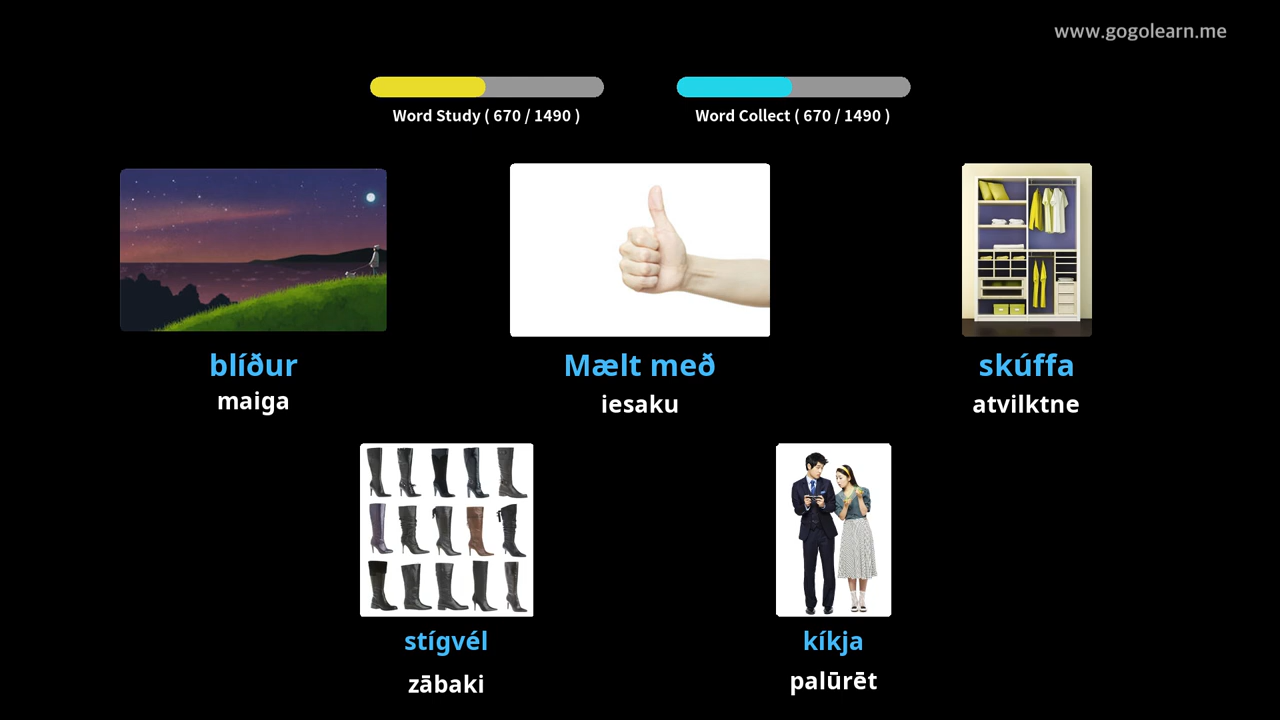 www.gogolearn.me
Word Study ( 670 / 1490 )
Word Collect ( 670 / 1490 )
blíður
maiga
Mælt með
iesaku
skúffa
atvilktne
stígvél
zābaki
kíkja
palūrēt